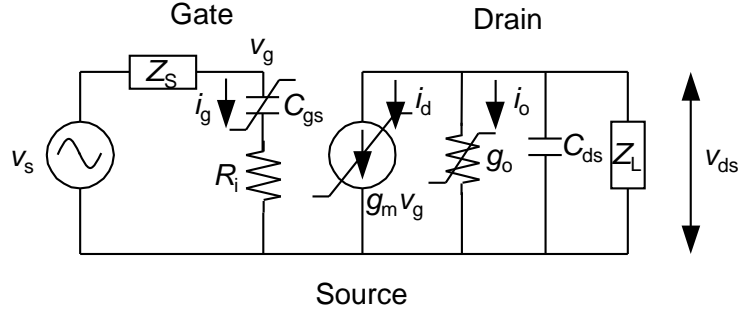 Gate
Drain
v_g
Z_S
i_g
C_gs
i_d
i_o
v_s
R_i
g_m v_g
g_o
C_ds
Z_L
v_ds
Source